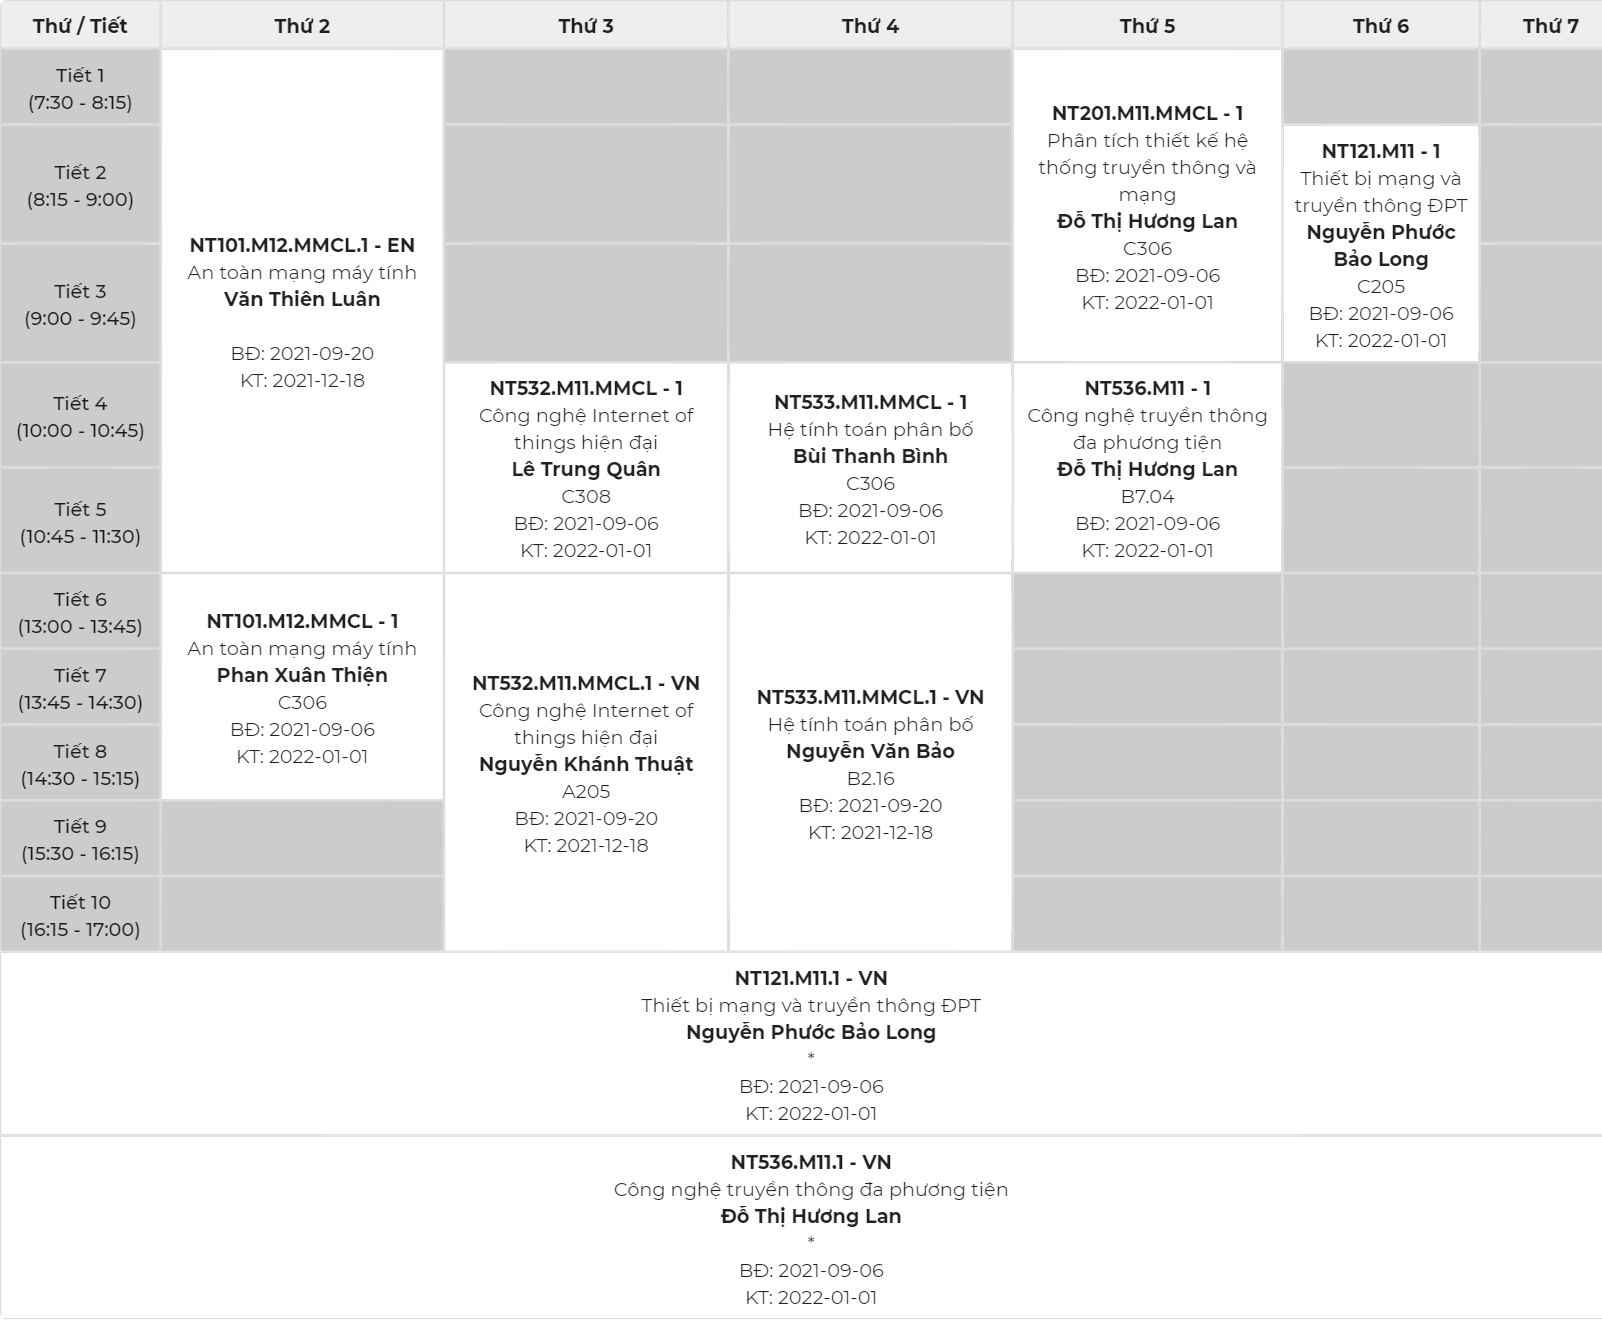 Thứ / Tiết
Thứ 2
Thứ 3
Thứ 4
Thứ 5
Thứ 6
Thứ 7
Tiết 1
(7:30 - 8:15)
Tiết 2
(8:15 - 9:00)
Tiết 3
(9:00 - 9:45)
Tiết 4
(10:00 - 10:45)
Tiết 5
(10:45 - 11:30)
Tiết 6
(13:00 - 13:45)
Tiết 7
(13:45 - 14:30)
Tiết 8
(14:30 - 15:15)
Tiết 9
(15:30 - 16:15)
Tiết 10
(16:15 - 17:00)
NT101.M12.MMCL.1 - EN
An toàn mạng máy tính
Văn Thiên Luân
BĐ: 2021-09-20
KT: 2021-12-18
NT101.M12.MMCL - 1
An toàn mạng máy tính
Phan Xuân Thiện
C306
BĐ: 2021-09-06
KT: 2022-01-01
NT532.M11.MMCL - 1
Công nghệ Internet of
things hiện đại
Lê Trung Quân
C308
BĐ: 2021-09-06
KT: 2022-01-01
NT532.M11.MMCL.1 - VN
Công nghệ Internet of
things hiện đại
Nguyễn Khánh Thuật
A205
BĐ: 2021-09-20
KT: 2021-12-18
NT533.M11.MMCL - 1
Hệ tính toán phân bố
Bùi Thanh Bình
C306
BĐ: 2021-09-06
KT: 2022-01-01
NT533.M11.MMCL.1 - VN
Hệ tính toán phân bố
Nguyễn Văn Bảo
B2.16
BĐ: 2021-09-20
KT: 2021-12-18
NT201.M11.MMCL - 1
Phân tích thiết kế hệ
thống truyền thông và
mạng
Đỗ Thị Hương Lan
C306
BĐ: 2021-09-06
KT: 2022-01-01
NT536.M11 - 1
Công nghệ truyền thông
đa phương tiện
Đỗ Thị Hương Lan
B7.04
BĐ: 2021-09-06
KT: 2022-01-01
NT121.M11 - 1
Thiết bị mạng và
truyền thông ĐPT
Nguyễn Phước
Bảo Long
C205
BĐ: 2021-09-06
KT: 2022-01-01
NT121.M11.1 - VN
Thiết bị mạng và truyền thông ĐPT
Nguyễn Phước Bảo Long
*
BĐ: 2021-09-06
KT: 2022-01-01
NT536.M11.1 - VN
Công nghệ truyền thông đa phương tiện
Đỗ Thị Hương Lan
*
BĐ: 2021-09-06
KT: 2022-01-01